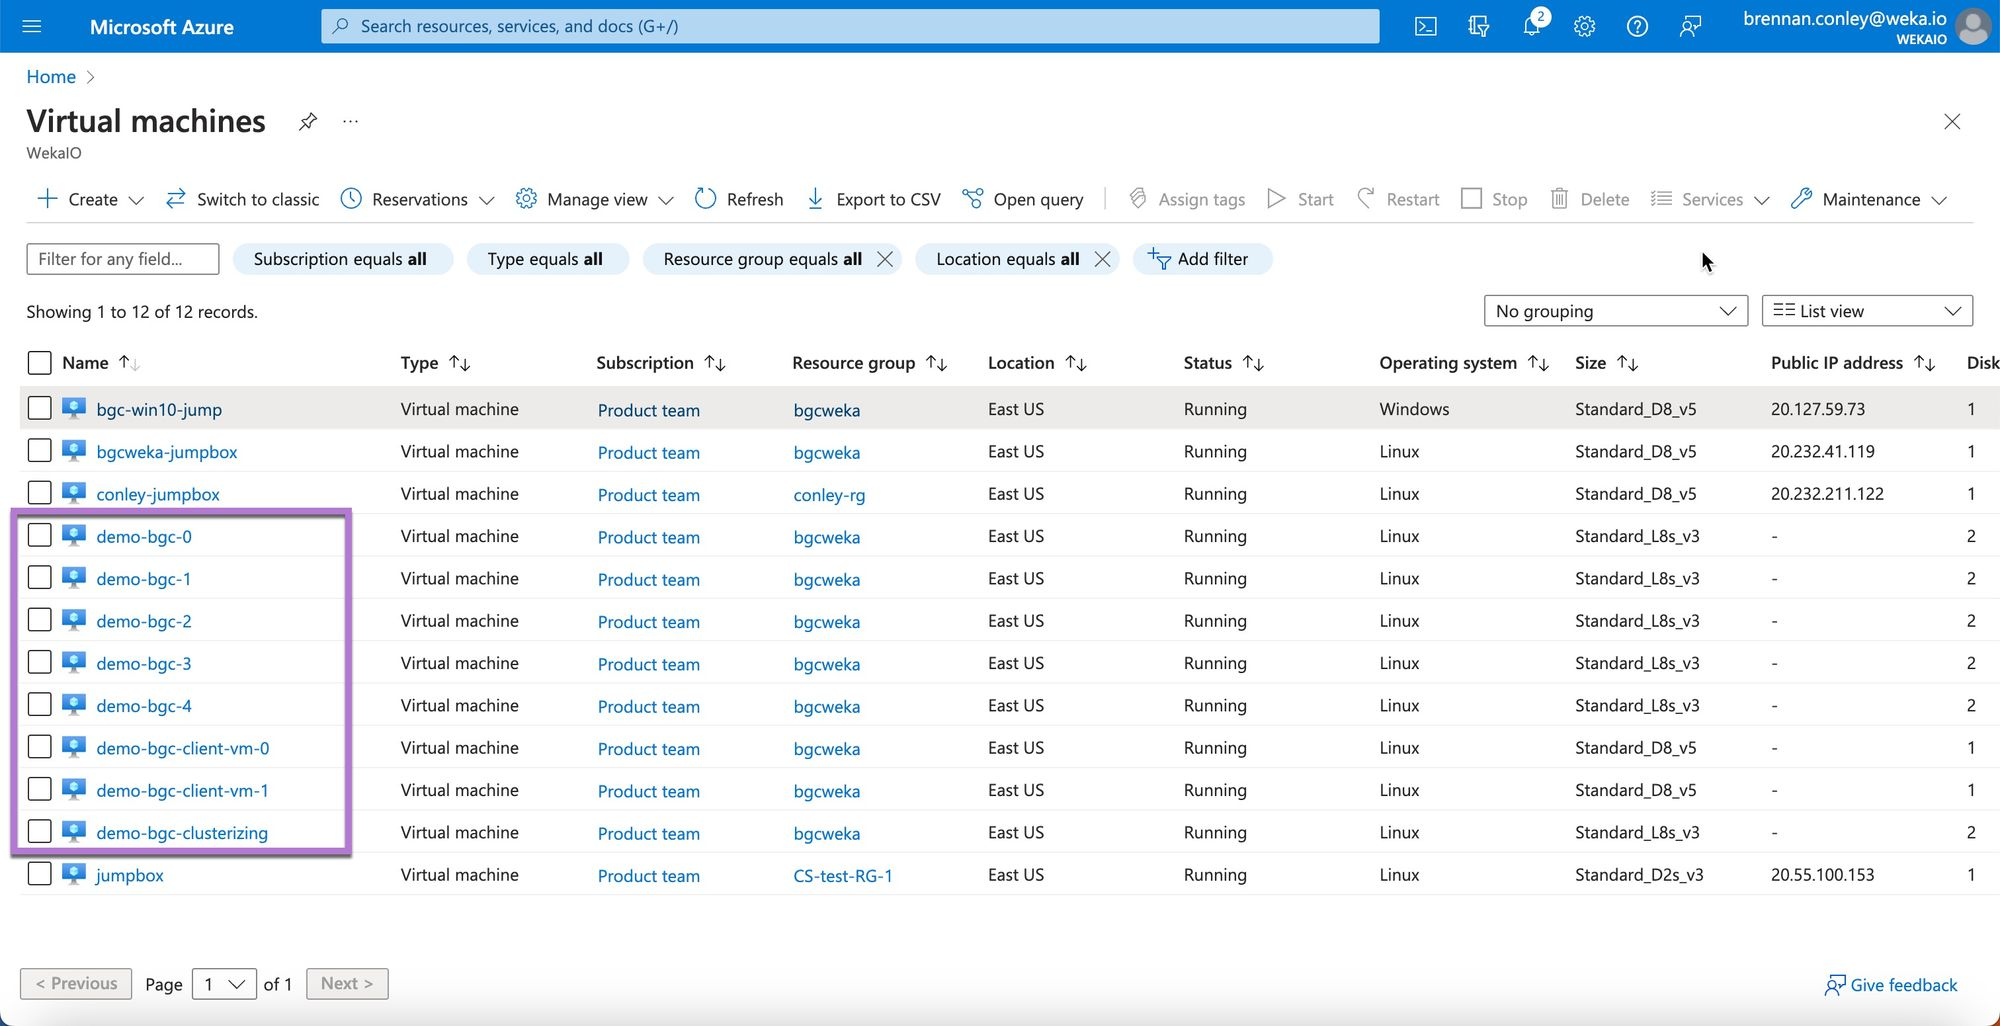 Microsoft Azure
Search resources, services, and docs (G+/)
2
brennan.conley@weka.io
WEKAIO
Home
Virtual machines
WekaIO
Create
Switch to classic
Reservations
Manage view
Refresh
Export to CSV
Open query
Assign tags
Start
Restart
Stop
Delete
Services
Maintenance
Filter for any field...
Subscription equals all
Type equals all
Resource group equals all
Location equals all
Add filter
Showing 1 to 12 of 12 records.
No grouping
List view
Name Type Subscription Resource group Location Status Operating system Size Public IP address Disk
bgc-win10-jump Virtual machine Product team bgcweka East US Running Windows Standard_D8_v5 20.127.59.73 1
bgcweka-jumpbox Virtual machine Product team bgcweka East US Running Linux Standard_D8_v5 20.232.41.119 1
conley-jumpbox Virtual machine Product team conley-rg East US Running Linux Standard_D8_v5 20.232.211.122 1
demo-bgc-0 Virtual machine Product team bgcweka East US Running Linux Standard_L8s_v3 - 2
demo-bgc-1 Virtual machine Product team bgcweka East US Running Linux Standard_L8s_v3 - 2
demo-bgc-2 Virtual machine Product team bgcweka East US Running Linux Standard_L8s_v3 - 2
demo-bgc-3 Virtual machine Product team bgcweka East US Running Linux Standard_L8s_v3 - 2
demo-bgc-4 Virtual machine Product team bgcweka East US Running Linux Standard_L8s_v3 - 2
demo-bgc-client-vm-0 Virtual machine Product team bgcweka East US Running Linux Standard_D8_v5 - 1
demo-bgc-client-vm-1 Virtual machine Product team bgcweka East US Running Linux Standard_D8_v5 - 1
demo-bgc-clusterizing Virtual machine Product team bgcweka East US Running Linux Standard_L8s_v3 - 2
jumpbox Virtual machine Product team CS-test-RG-1 East US Running Linux Standard_D2s_v3 20.55.100.153 1
< Previous Page 1 of 1 Next >
Give feedback